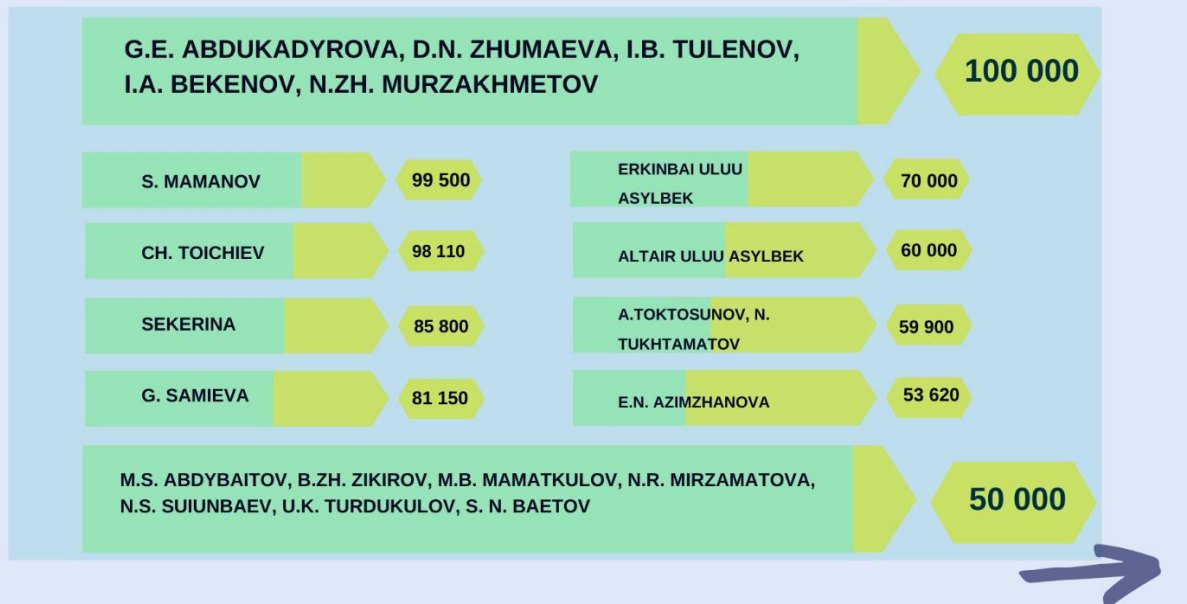 G.E. ABDUKADYROVA, D.N. ZHUMAEVA, I.B. TULENOV,
I.A. BEKENOV, N.ZH. MURZAKHMETOV
100 000
S. MAMANOV
99 500
CH. TOICHIEV
98 110
SEKERINA
85 800
G. SAMIEVA
81 150
ERKINBAI ULUU
ASYLBEK
70 000
ALTAIR ULUU ASYLBEK
60 000
A.TOKTOSUNOV, N.
TUKHTAMATOV
59 900
E.N. AZIMZHANOVA
53 620
M.S. ABDYBAITOV, B.ZH. ZIKIROV, M.B. MAMATKULOV, N.R. MIRZAMATOVA,
N.S. SUIUNBAEV, U.K. TURDUKULOV, S. N. BAETOV
50 000